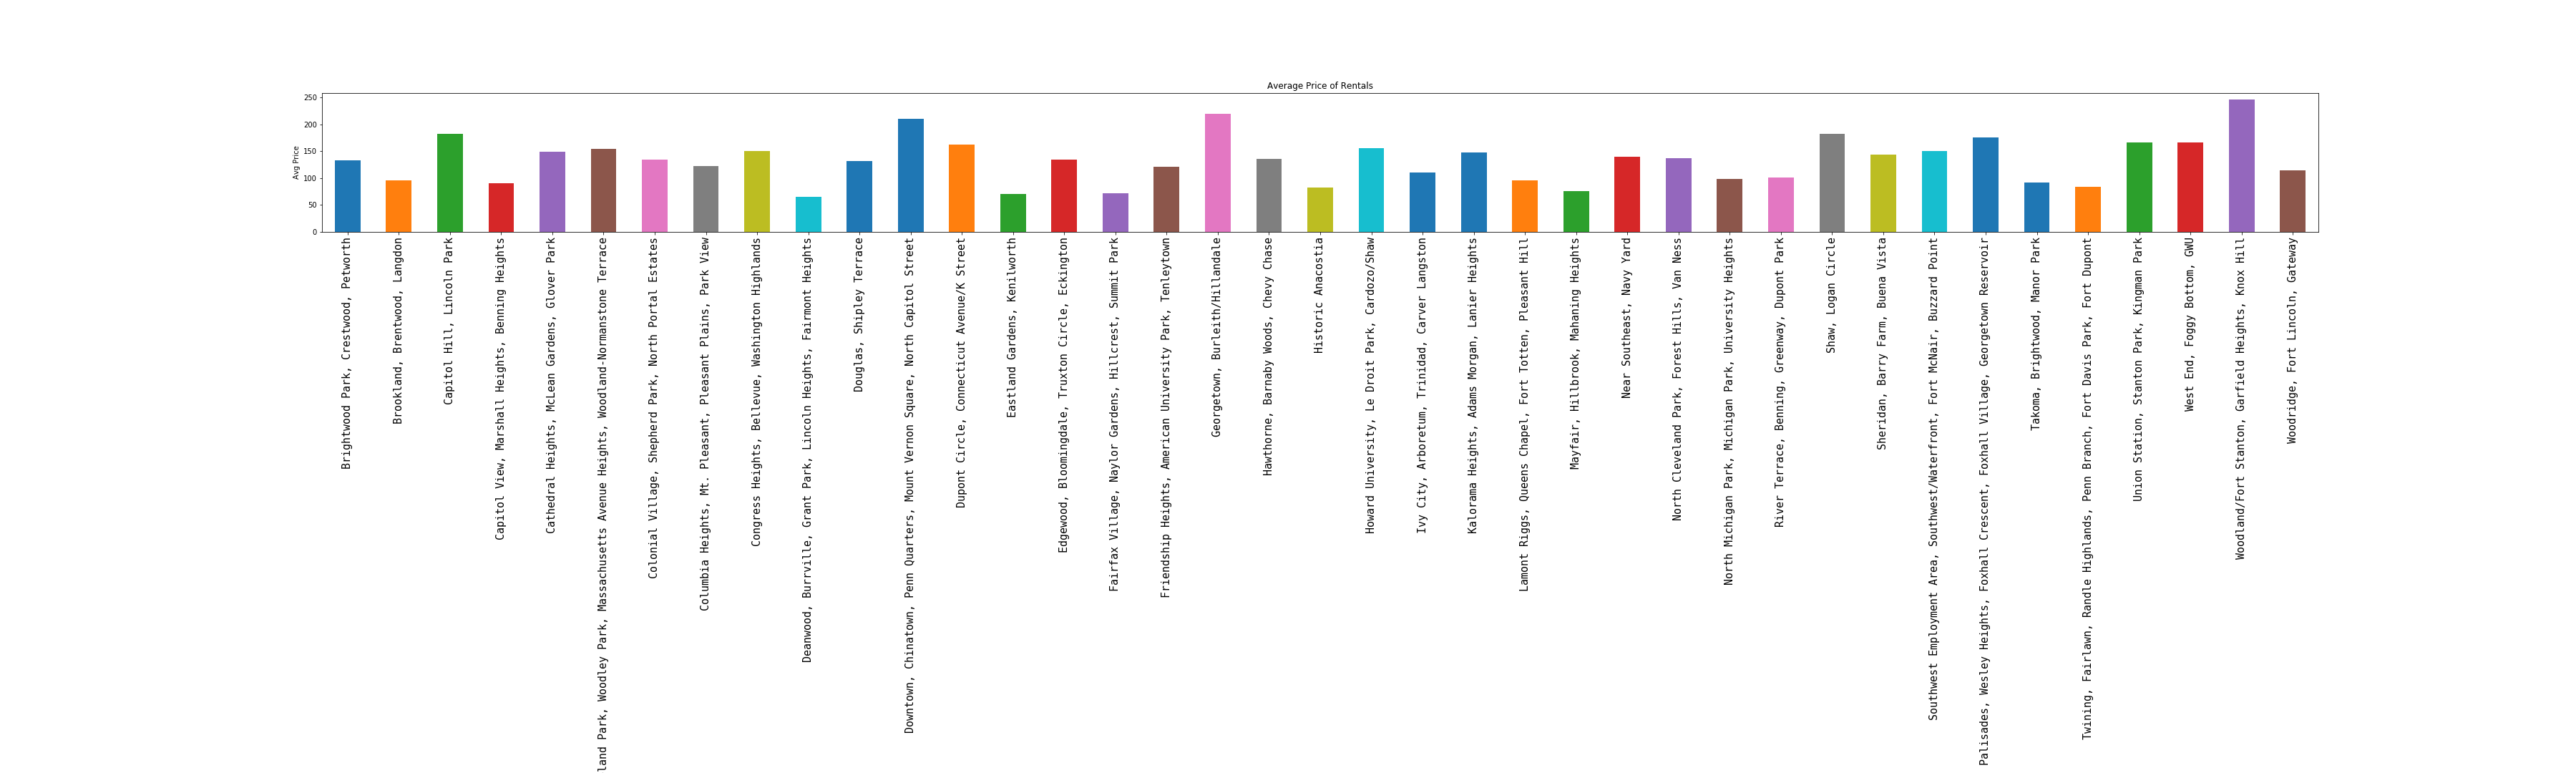 Average Price of Rentals
Avg Price
250
200
150
100
50
0
Brightwood Park, Crestwood, Petworth
Brookland, Brentwood, Langdon
Capitol Hill, Lincoln Park
Capitol View, Marshall Heights, Benning Heights
Cathedral Heights, McLean Gardens, Glover Park
land Park, Woodley Park, Massachusetts Avenue Heights, Woodland-Normanstone Terrace
Colonial Village, Shepherd Park, North Portal Estates
Columbia Heights, Mt. Pleasant, Pleasant Plains, Park View
Congress Heights, Bellevue, Washington Highlands
Deanwood, Burrville, Grant Park, Lincoln Heights, Fairmont Heights
Douglas, Shipley Terrace
Downtown, Chinatown, Penn Quarters, Mount Vernon Square, North Capitol Street
Dupont Circle, Connecticut Avenue/K Street
Eastland Gardens, Kenilworth
Edgewood, Bloomingdale, Truxton Circle, Eckington
Fairfax Village, Naylor Gardens, Hillcrest, Summit Park
Friendship Heights, American University Park, Tenleytown
Georgetown, Burleith/Hillandale
Hawthorne, Barnaby Woods, Chevy Chase
Historic Anacostia
Howard University, Le Droit Park, Cardozo/Shaw
Ivy City, Arboretum, Trinidad, Carver Langston
Kalorama Heights, Adams Morgan, Lanier Heights
Lamont Riggs, Queens Chapel, Fort Totten, Pleasant Hill
Mayfair, Hillbrook, Mahaning Heights
Near Southeast, Navy Yard
North Cleveland Park, Forest Hills, Van Ness
North Michigan Park, Michigan Park, University Heights
River Terrace, Benning, Greenway, Dupont Park
Shaw, Logan Circle
Sheridan, Barry Farm, Buena Vista
Southwest Employment Area, Southwest/Waterfront, Fort McNair, Buzzard Point
Palisades, Wesley Heights, Foxhall Crescent, Foxhall Village, Georgetown Reservoir
Takoma, Brightwood, Manor Park
Twining, Fairlawn, Randle Highlands, Penn Branch, Fort Davis Park, Fort Dupont
Union Station, Stanton Park, Kingman Park
West End, Foggy Bottom, GWU
Woodland/Fort Stanton, Garfield Heights, Knox Hill
Woodridge, Fort Lincoln, Gateway